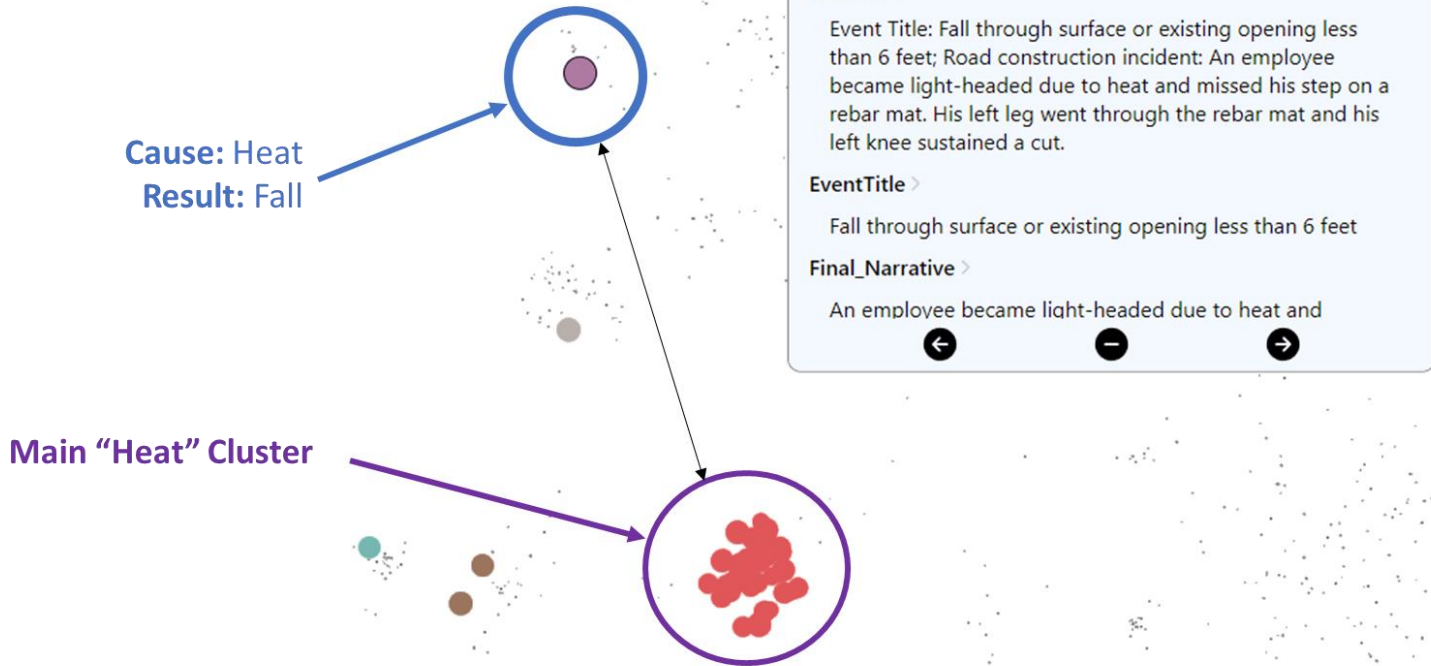 Event Title: Fall through surface or existing opening less
than 6 feet; Road construction incident: An employee
became light-headed due to heat and missed his step on a
rebar mat. His left leg went through the rebar mat and his
left knee sustained a cut.
EventTitle >
Fall through surface or existing opening less than 6 feet
Final_Narrative >
An employee became light-headed due to heat and
Cause: Heat
Result: Fall
Main “Heat” Cluster